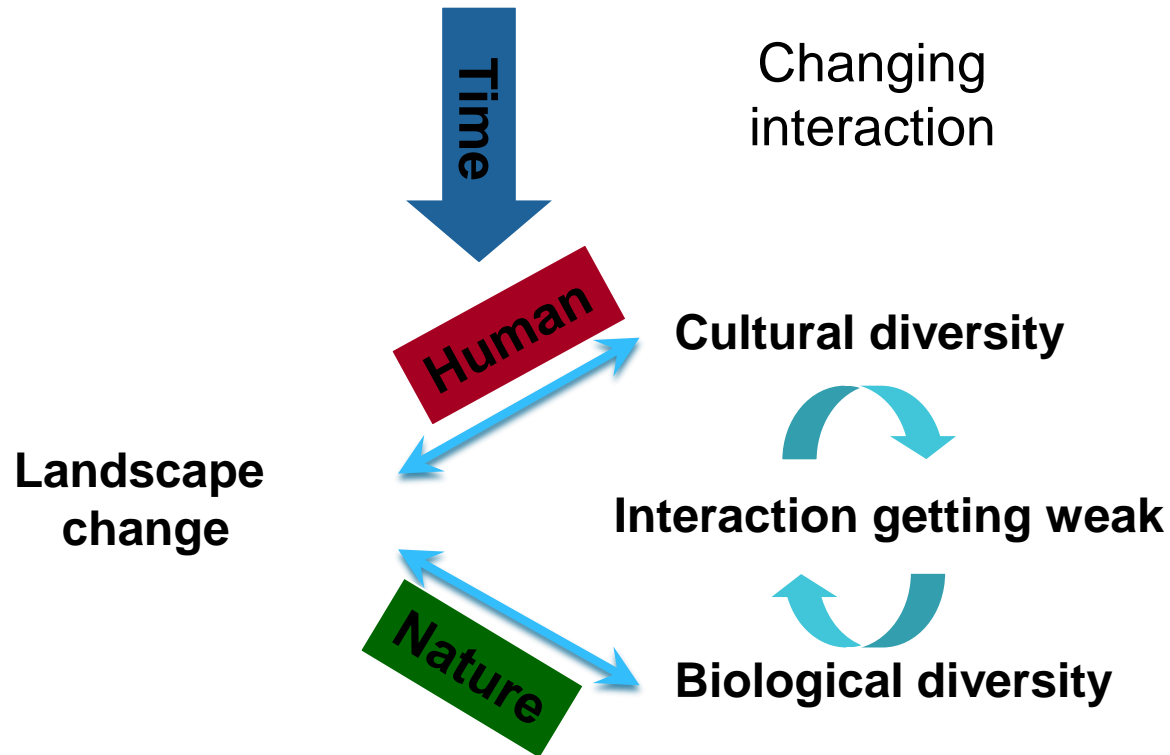 Time
Changing
interaction
Human
Cultural diversity
Landscape
change
Interaction getting weak
Nature
Biological diversity